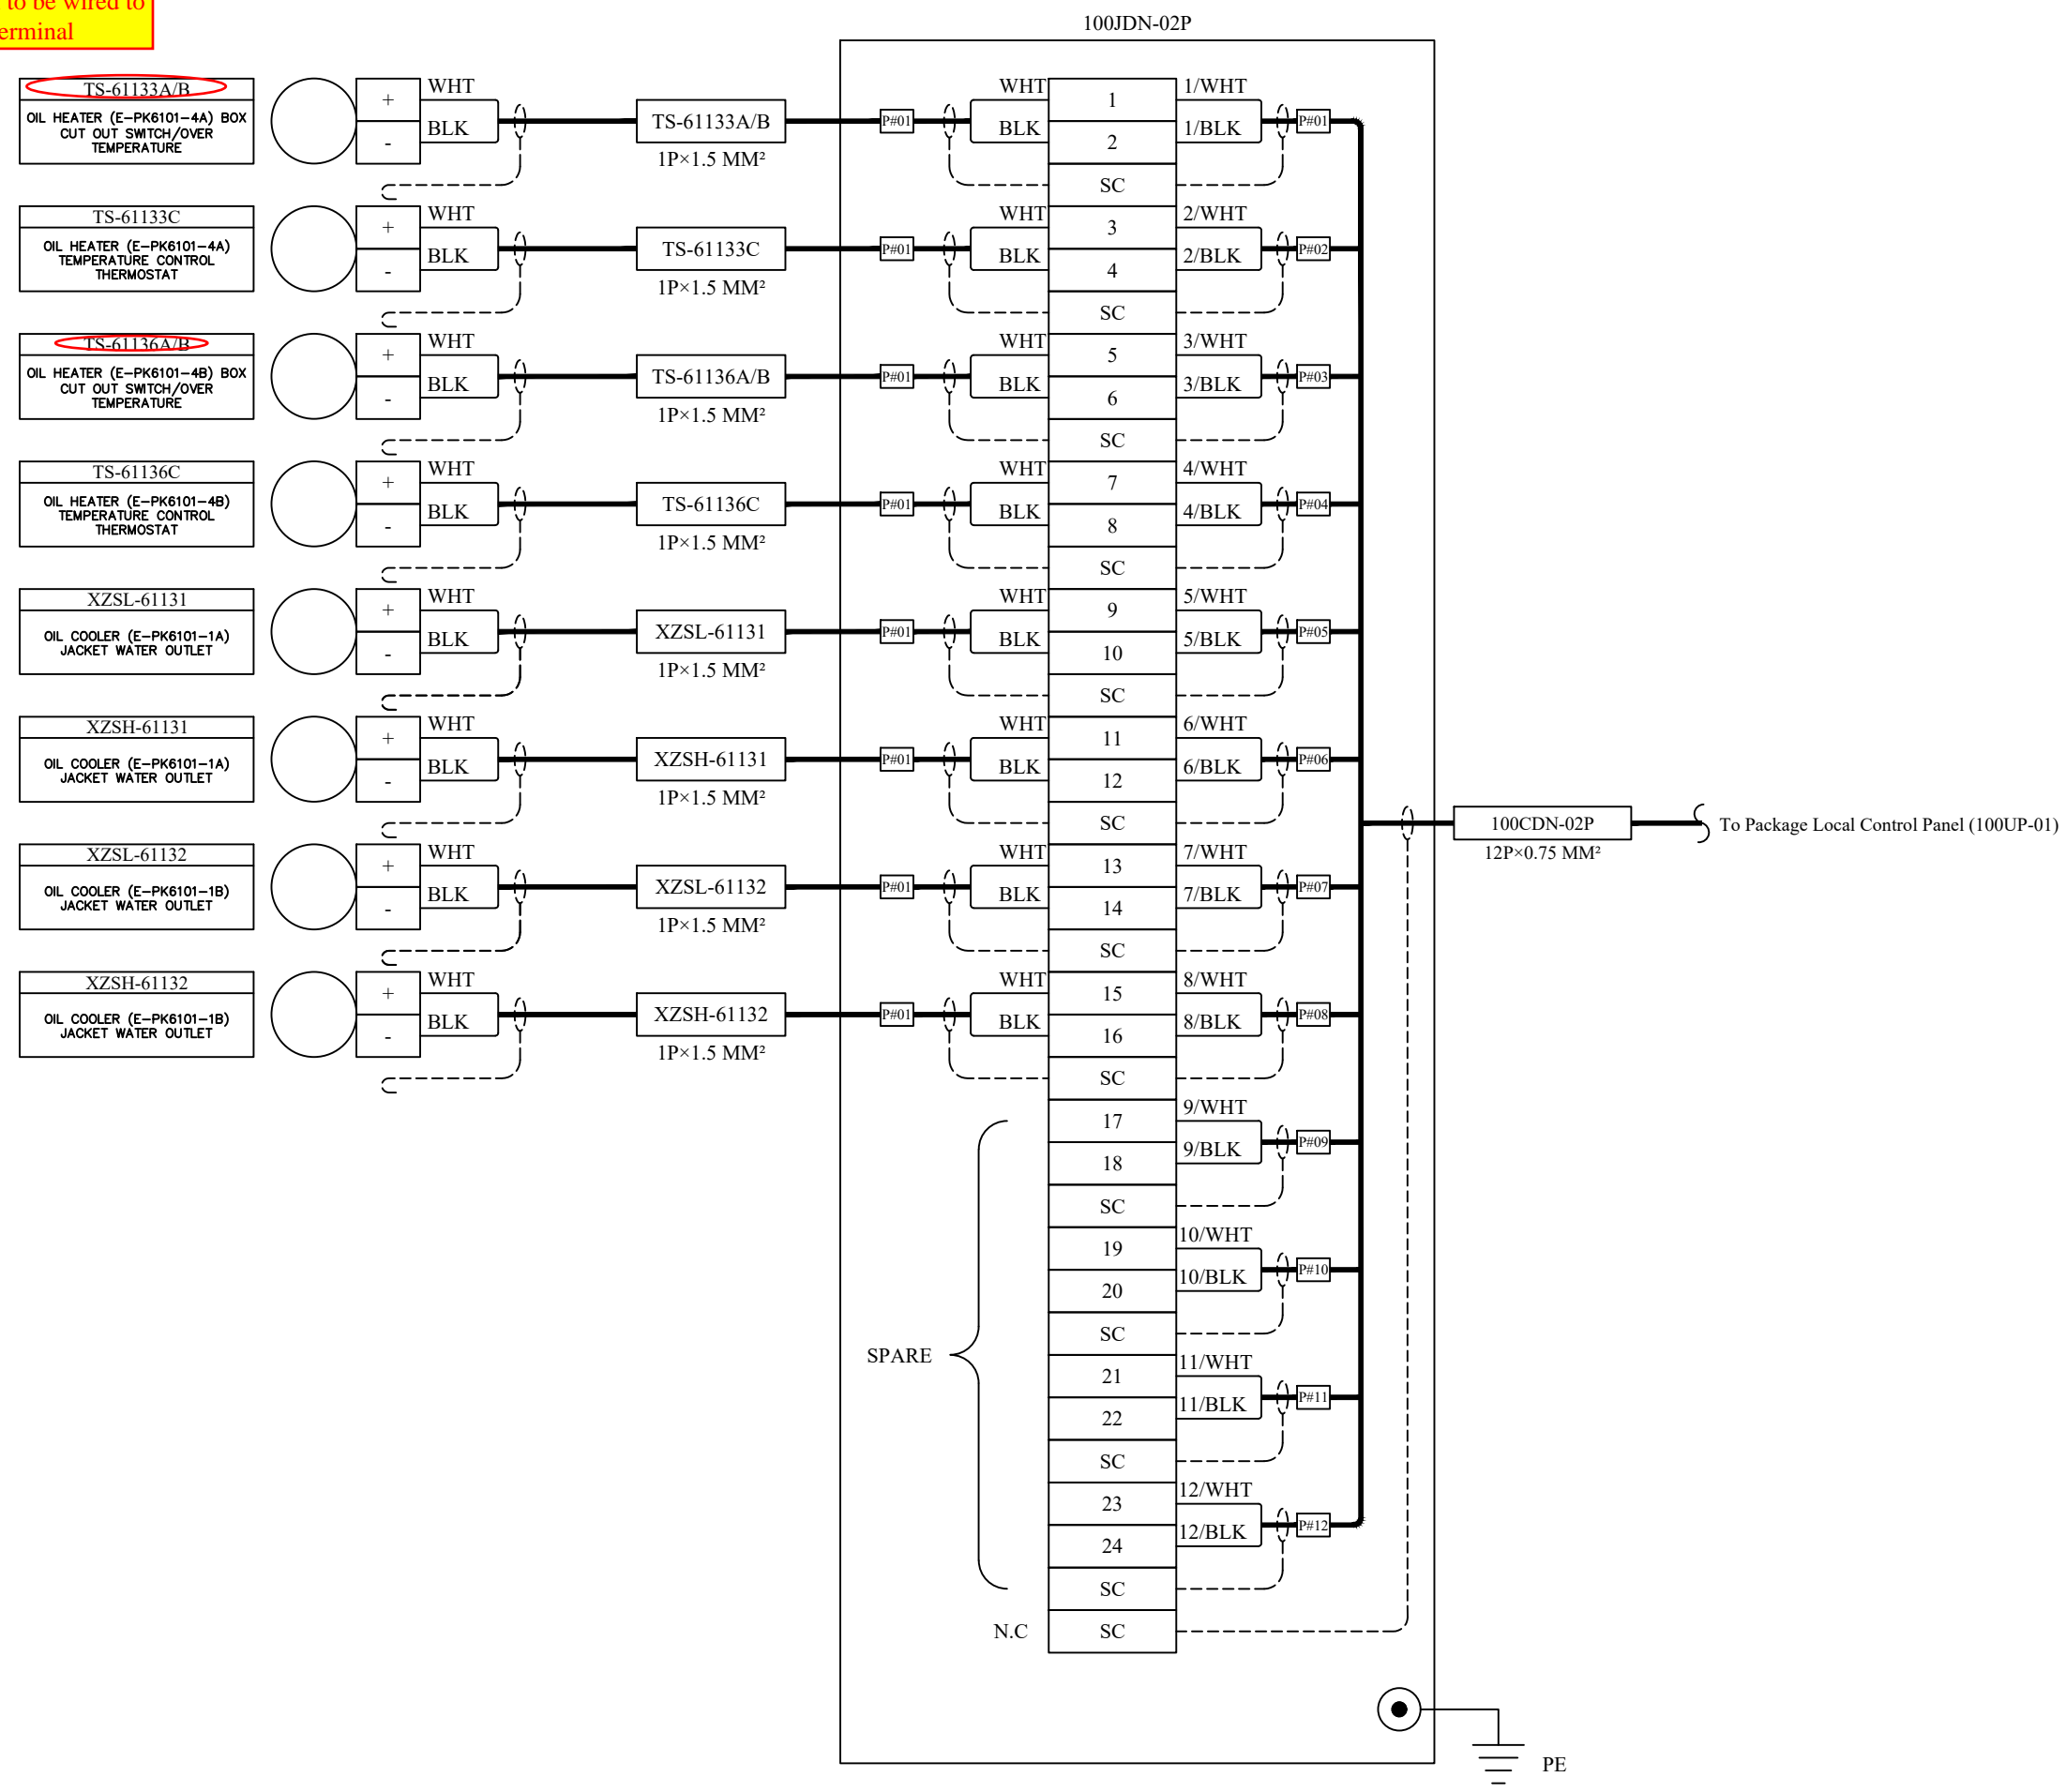 to be wired to
erminal
100JDN-02P
TS-61133A/B
OIL HEATER (E-PK6101-4A) BOX
CUT OUT SWITCH/OVER
TEMPERATURE
+
-
WHT
BLK
TS-61133A/B
1P×1.5 MM²
P#01
WHT
BLK
1
2
SC
1/WHT
1/BLK
P#01
TS-61133C
OIL HEATER (E-PK6101-4A)
TEMPERATURE CONTROL
THERMOSTAT
+
-
WHT
BLK
TS-61133C
1P×1.5 MM²
P#01
WHT
BLK
3
4
SC
2/WHT
2/BLK
P#02
TS-61136A/B
OIL HEATER (E-PK6101-4B) BOX
CUT OUT SWITCH/OVER
TEMPERATURE
+
-
WHT
BLK
TS-61136A/B
1P×1.5 MM²
P#01
WHT
BLK
5
6
SC
3/WHT
3/BLK
P#03
TS-61136C
OIL HEATER (E-PK6101-4B)
TEMPERATURE CONTROL
THERMOSTAT
+
-
WHT
BLK
TS-61136C
1P×1.5 MM²
P#01
WHT
BLK
7
8
SC
4/WHT
4/BLK
P#04
XZSL-61131
OIL COOLER (E-PK6101-1A)
JACKET WATER OUTLET
+
-
WHT
BLK
XZSL-61131
1P×1.5 MM²
P#01
WHT
BLK
9
10
SC
5/WHT
5/BLK
P#05
XZSH-61131
OIL COOLER (E-PK6101-1A)
JACKET WATER OUTLET
+
-
WHT
BLK
XZSH-61131
1P×1.5 MM²
P#01
WHT
BLK
11
12
SC
6/WHT
6/BLK
P#06
100CDN-02P
12P×0.75 MM²
To Package Local Control Panel (100UP-01)
XZSL-61132
OIL COOLER (E-PK6101-1B)
JACKET WATER OUTLET
+
-
WHT
BLK
XZSL-61132
1P×1.5 MM²
P#01
WHT
BLK
13
14
SC
7/WHT
7/BLK
P#07
XZSH-61132
OIL COOLER (E-PK6101-1B)
JACKET WATER OUTLET
+
-
WHT
BLK
XZSH-61132
1P×1.5 MM²
P#01
WHT
BLK
15
16
SC
8/WHT
8/BLK
P#08
SPARE
17
18
SC
9/WHT
9/BLK
P#09
19
20
SC
10/WHT
10/BLK
P#10
21
22
SC
11/WHT
11/BLK
P#11
23
24
SC
12/WHT
12/BLK
P#12
N.C
SC
PE